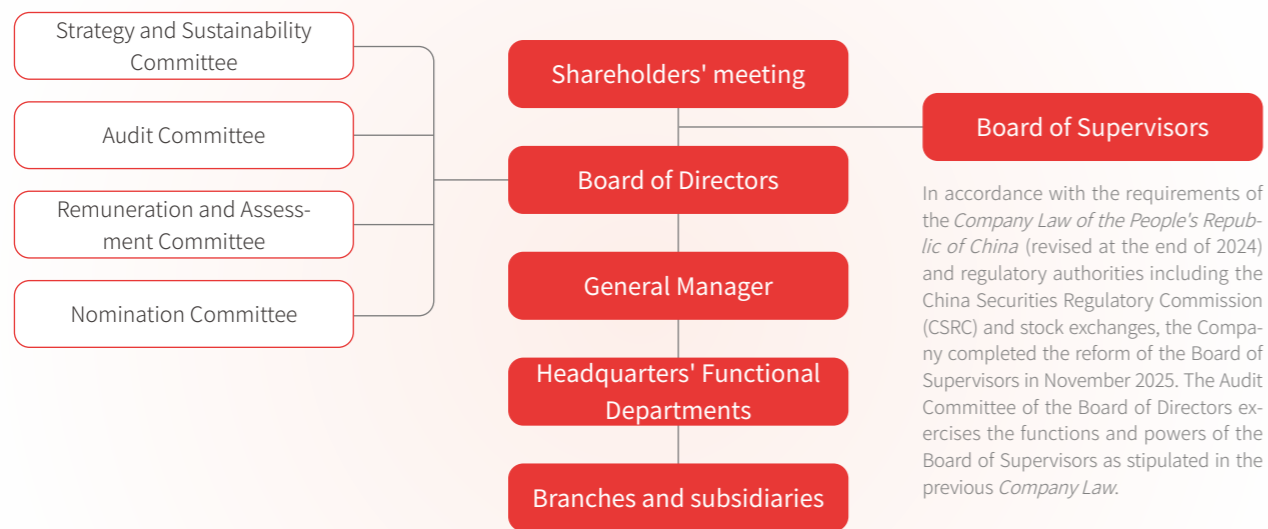 Strategy and Sustainability
Committee
Audit Committee
Remuneration and Assess-
ment Committee
Nomination Committee
Shareholders' meeting
Board of Directors
General Manager
Headquarters' Functional
Departments
Branches and subsidiaries
Board of Supervisors
In accordance with the requirements of
the Company Law of the People's Repub-
lic of China (revised at the end of 2024)
and regulatory authorities including the
China Securities Regulatory Commission
(CSRC) and stock exchanges, the Compa-
ny completed the reform of the Board of
Supervisors in November 2025. The Audit
Committee of the Board of Directors ex-
ercises the functions and powers of the
Board of Supervisors as stipulated in the
previous Company Law.